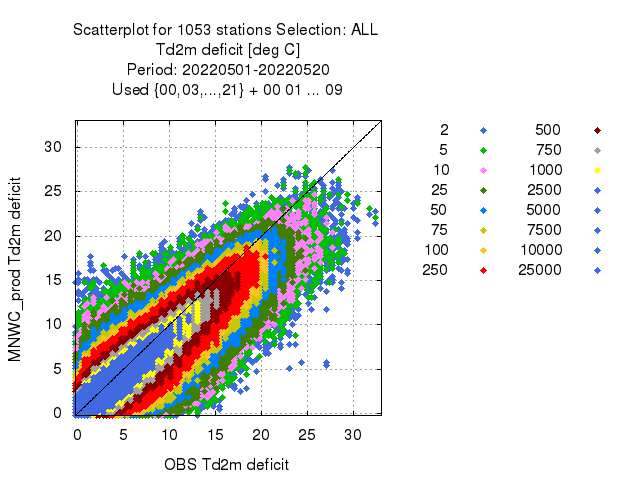 Scatterplot for 1053 stations Selection: ALL
Td2m deficit [deg C]
Period: 20220501-20220520
Used {00,03,...,21} + 00 01 ... 09
MNWC_prod Td2m deficit
30
25
20
15
10
5
0
0 5 10 15 20 25 30
OBS Td2m deficit
2 500
5 750
10 1000
25 2500
50 5000
75 7500
100 10000
250 25000